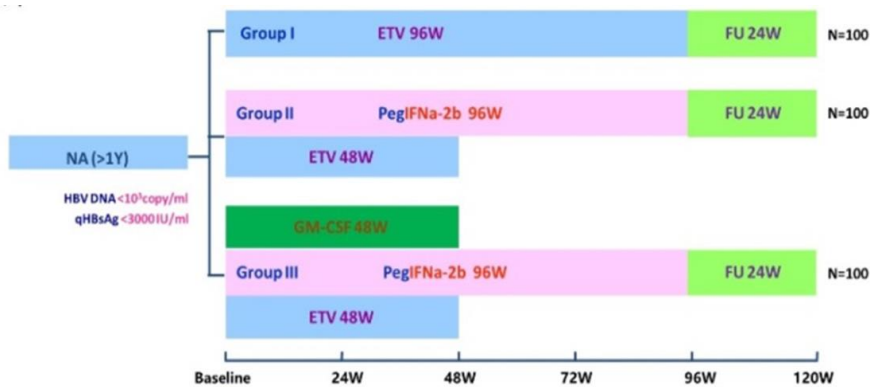 Group I ETV 96W FU 24W N=100
Group II PegIFNa-2b 96W FU 24W N=100
NA (>1Y)
ETV 48W
HBV DNA <10³copy/ml
qHBsAg <3000IU/ml
GM-CSF 48W
Group III PegIFNa-2b 96W FU 24W N=100
ETV 48W
Baseline 24W 48W 72W 96W 120W